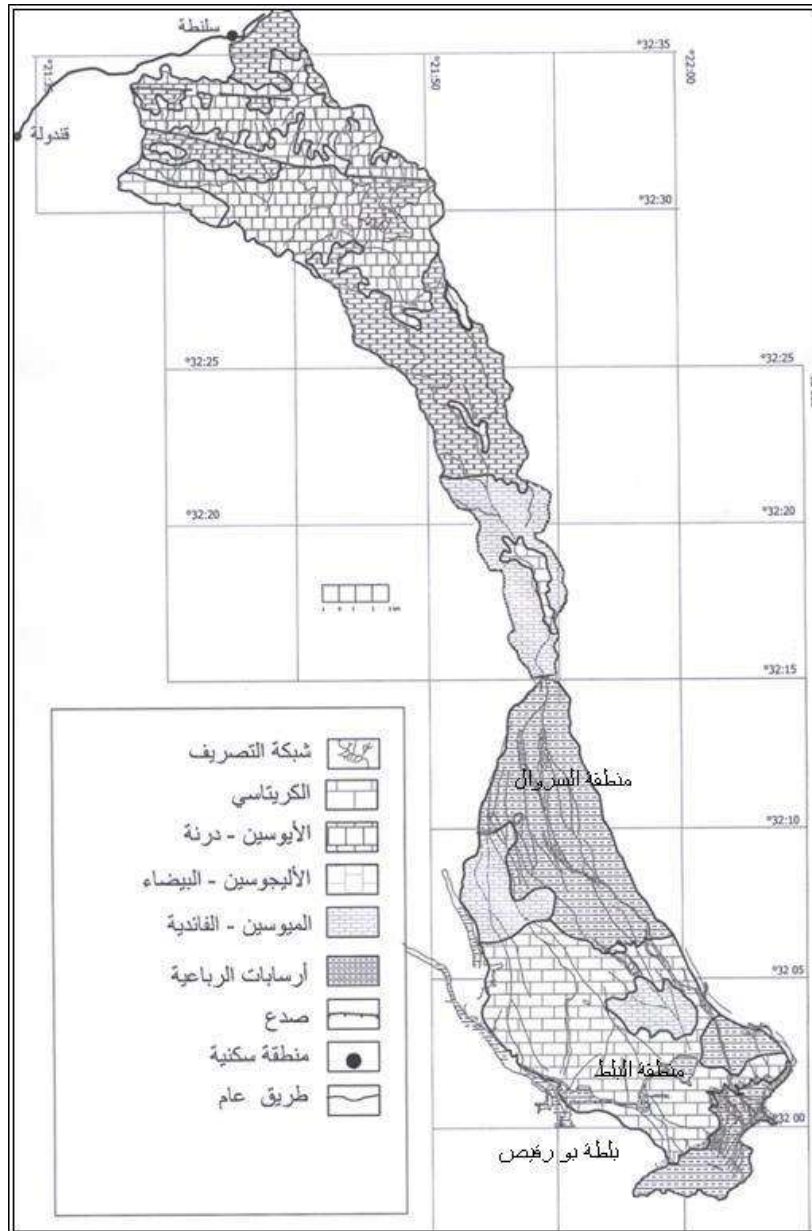 سلنطة
°32:35
°21:50
°22:00
قندولة
°32:30
°32:25
°32:25
°32:20
°32:20
°32:15
شبكة التصريف
الكريتاسي
الأيوسين - درنة
الأليجوسين - البيضاء
الميوسين - الفائدية
أرسابات الرباعية
صدع
منطقة سكنية
طريق عام
منطقة السروال
°32:10
°32 05
منطقة البلط
°32 00
بلطة بو رفيص